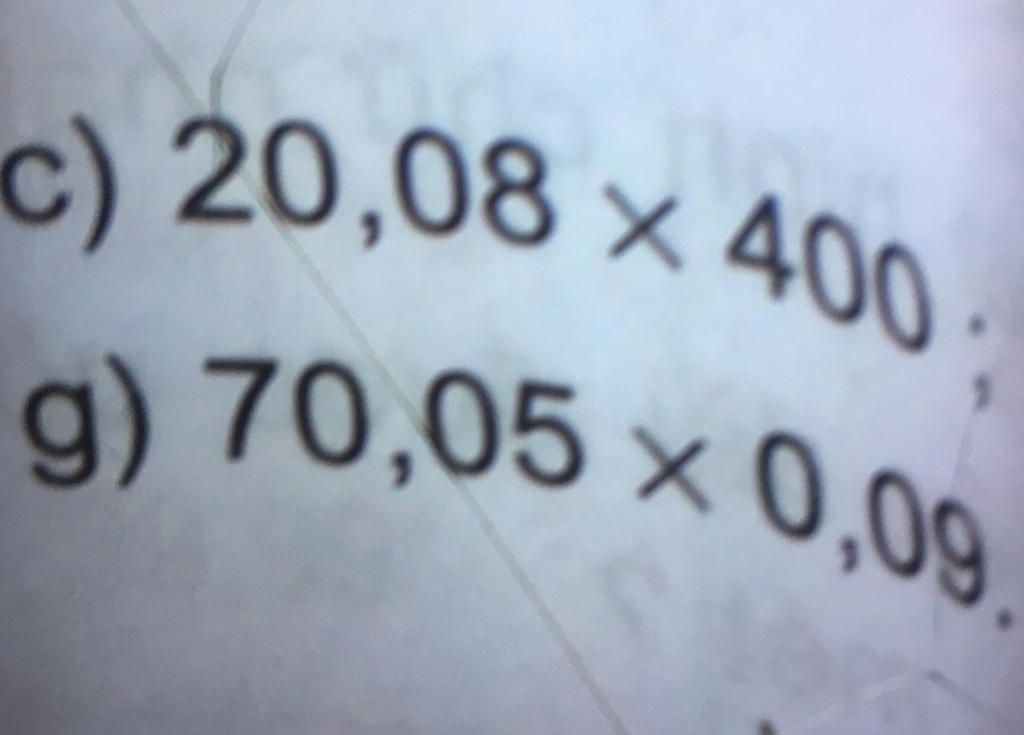 c) 20,08 × 400 ;
g) 70,05 × 0,09.